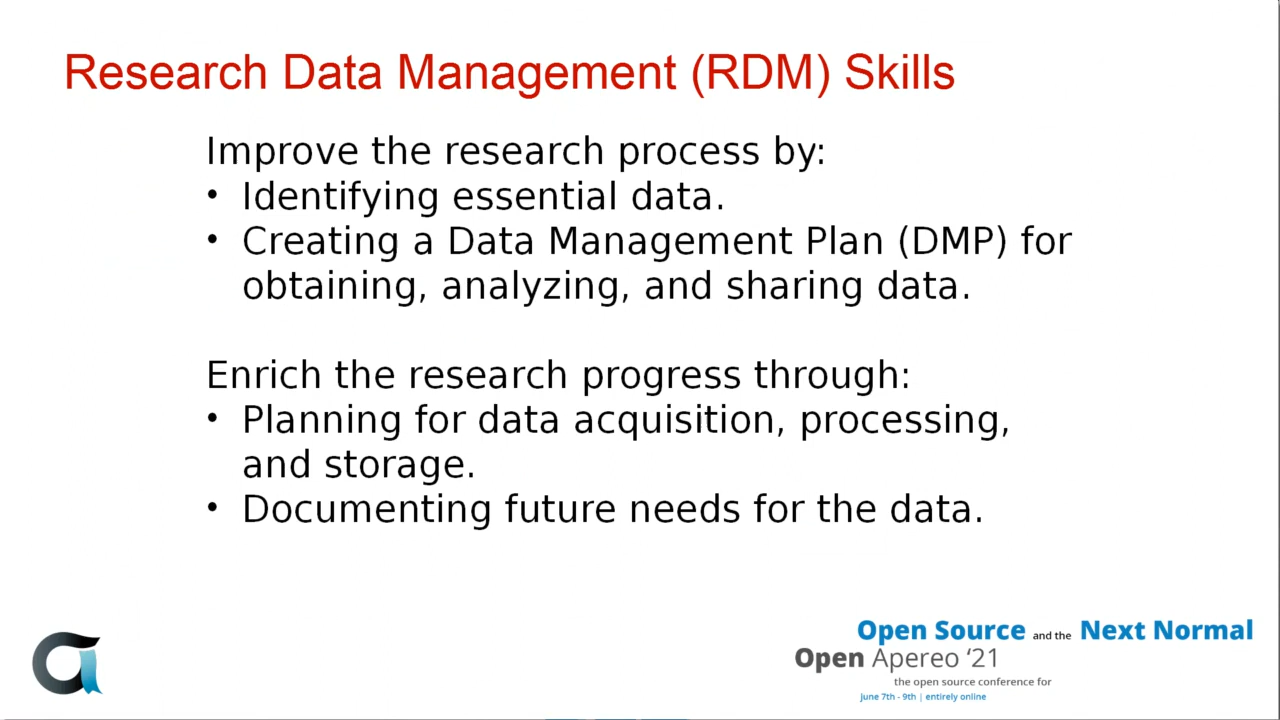 Research Data Management (RDM) Skills
Improve the research process by:
• Identifying essential data.
• Creating a Data Management Plan (DMP) for
obtaining, analyzing, and sharing data.
Enrich the research progress through:
• Planning for data acquisition, processing,
and storage.
• Documenting future needs for the data.
Open Source and the Next Normal
Open Apereo ‘21
the open source conference for
June 7th - 9th | entirely online